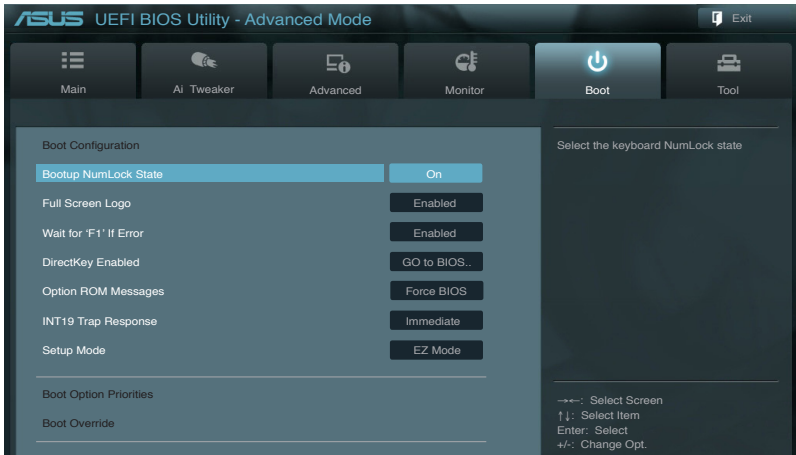 ASUS UEFI BIOS Utility - Advanced Mode
Exit
Main
Ai Tweaker
Advanced
Monitor
Boot
Tool
Boot Configuration
Bootup NumLock State On
Full Screen Logo Enabled
Wait for ‘F1’ If Error Enabled
DirectKey Enabled GO to BIOS..
Option ROM Messages Force BIOS
INT19 Trap Response Immediate
Setup Mode EZ Mode
Boot Option Priorities
Boot Override
Select the keyboard NumLock state
→←: Select Screen
↑↓: Select Item
Enter: Select
+/-: Change Opt.